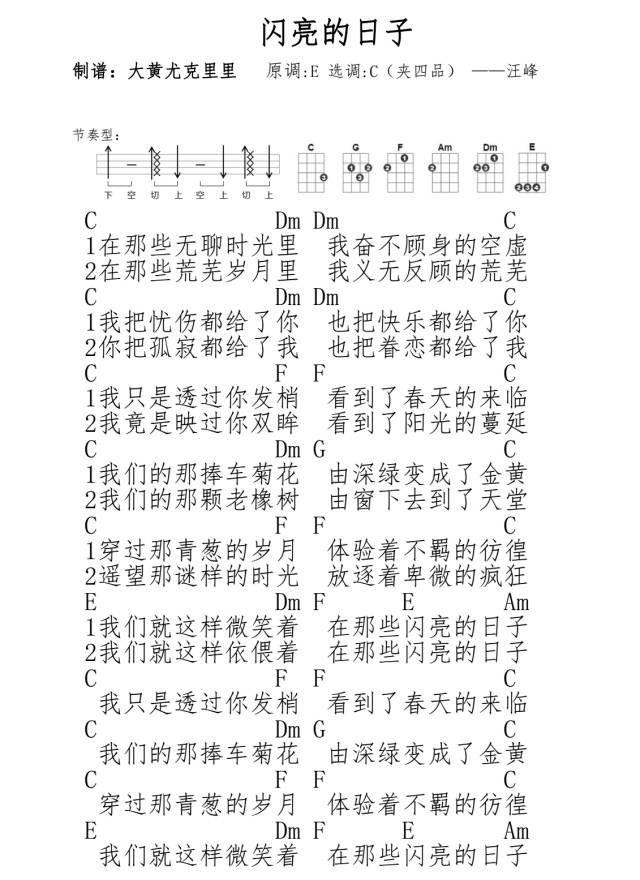 闪亮的日子
制谱：大黄尤克里里 原调:E 选调:C（夹四品） ——汪峰
节奏型：
C G F Am Dm E
下 空 切 上 空 上 切 上
C Dm Dm C
1在那些无聊时光里 我奋不顾身的空虚
2在那些荒芜岁月里 我义无反顾的荒芜
C Dm Dm C
1我把忧伤都给了你 也把快乐都给了你
2你把孤寂都给了我 也把眷恋都给了我
C F F C
1我只是透过你发梢 看到了春天的来临
2我竟是映过你双眸 看到了阳光的蔓延
C Dm G C
1我们的那捧车菊花 由深绿变成了金黄
2我们的那颗老橡树 由窗下去到了天堂
C F F C
1穿过那青葱的岁月 体验着不羁的彷徨
2遥望那谜样的时光 放逐着卑微的疯狂
E Dm F E Am
1我们就这样微笑着 在那些闪亮的日子
2我们就这样依偎着 在那些闪亮的日子
C F F C
我只是透过你发梢 看到了春天的来临
C Dm G C
我们的那捧车菊花 由深绿变成了金黄
C F F C
穿过那青葱的岁月 体验着不羁的彷徨
E Dm F E Am
我们就这样微笑着 在那些闪亮的日子